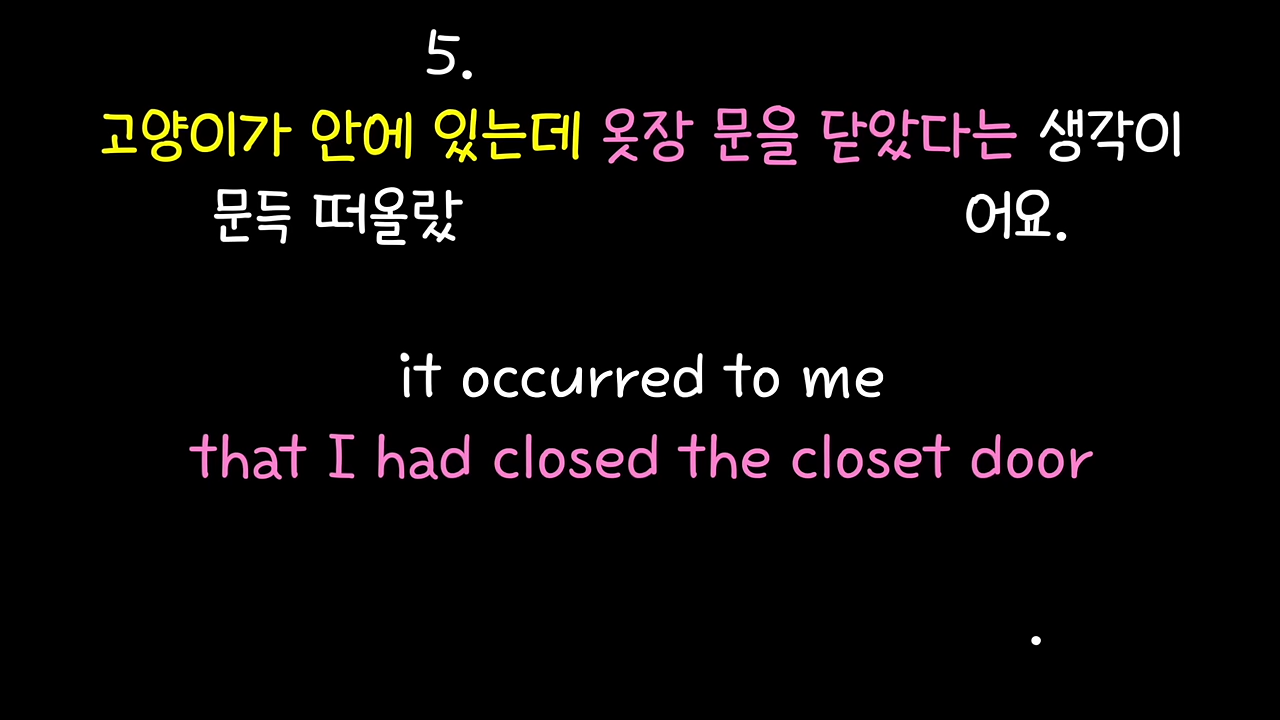 5.
고양이가 안에 있는데 옷장 문을 닫았다는 생각이
문득 떠올랐 어요.
it occurred to me
that I had closed the closet door
.